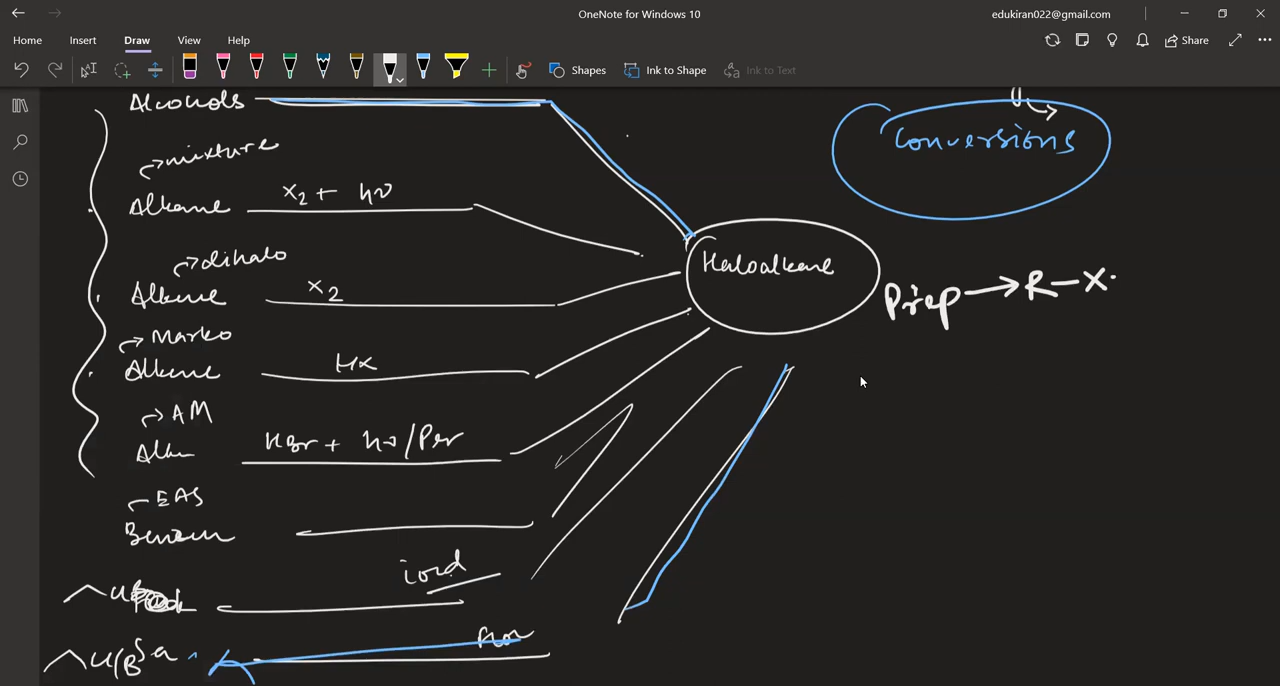 OneNote for Windows 10
edukiran022@gmail.com
Home Insert Draw View Help
Share
Shapes
Ink to Shape
Ink to Text
Alcohols
Conversions
mixture
Alkane X2 + hν
dihalo
Alkene X2
Haloalkane
Prep → R-X
Marko
Alkene HX
AM
Alk HBr + hν/Per
EAS
Benzen